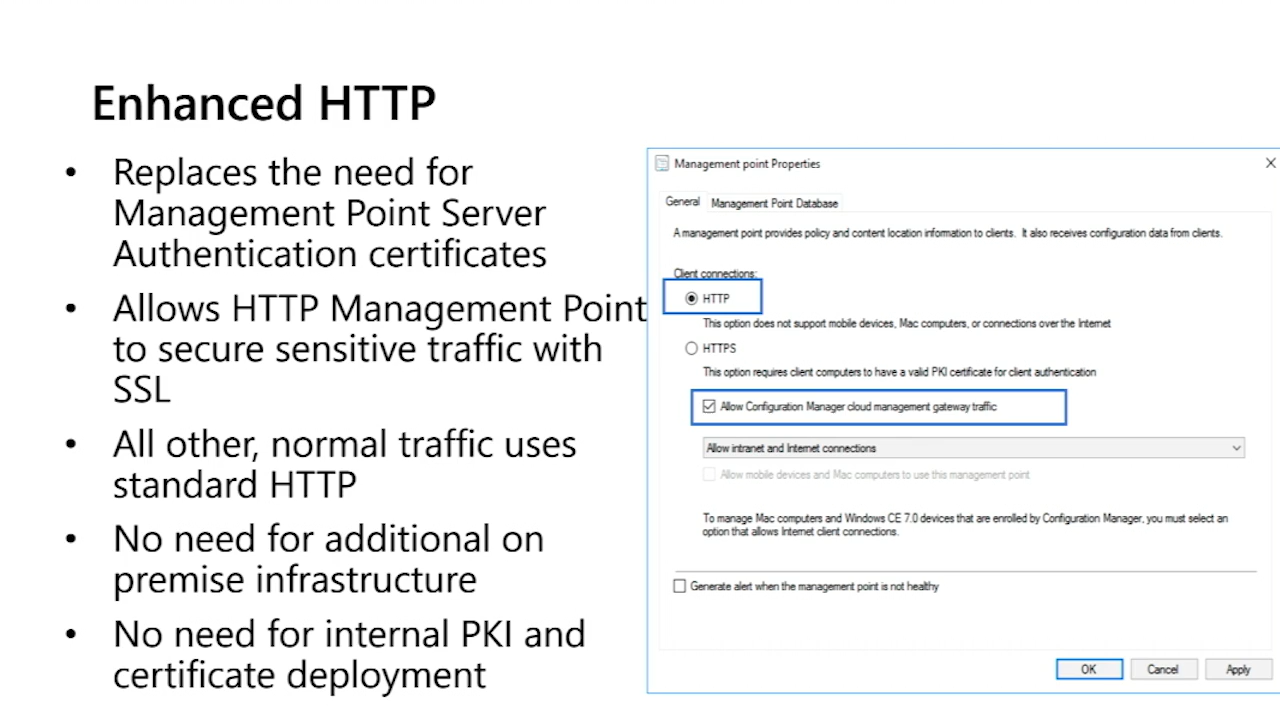 Enhanced HTTP
• Replaces the need for
Management Point Server
Authentication certificates
• Allows HTTP Management Point
to secure sensitive traffic with
SSL
• All other, normal traffic uses
standard HTTP
• No need for additional on
premise infrastructure
• No need for internal PKI and
certificate deployment
Management point Properties
General
Management Point Database
A management point provides policy and content location information to clients. It also receives configuration data from clients.
Client connections:
HTTP
This option does not support mobile devices, Mac computers, or connections over the Internet
HTTPS
This option requires client computers to have a valid PKI certificate for client authentication
Allow Configuration Manager cloud management gateway traffic
Allow intranet and Internet connections
Allow mobile devices and Mac computers to use this management point
To manage Mac computers and Windows CE 7.0 devices that are enrolled by Configuration Manager, you must select an
option that allows Internet client connections.
Generate alert when the management point is not healthy
OK
Cancel
Apply